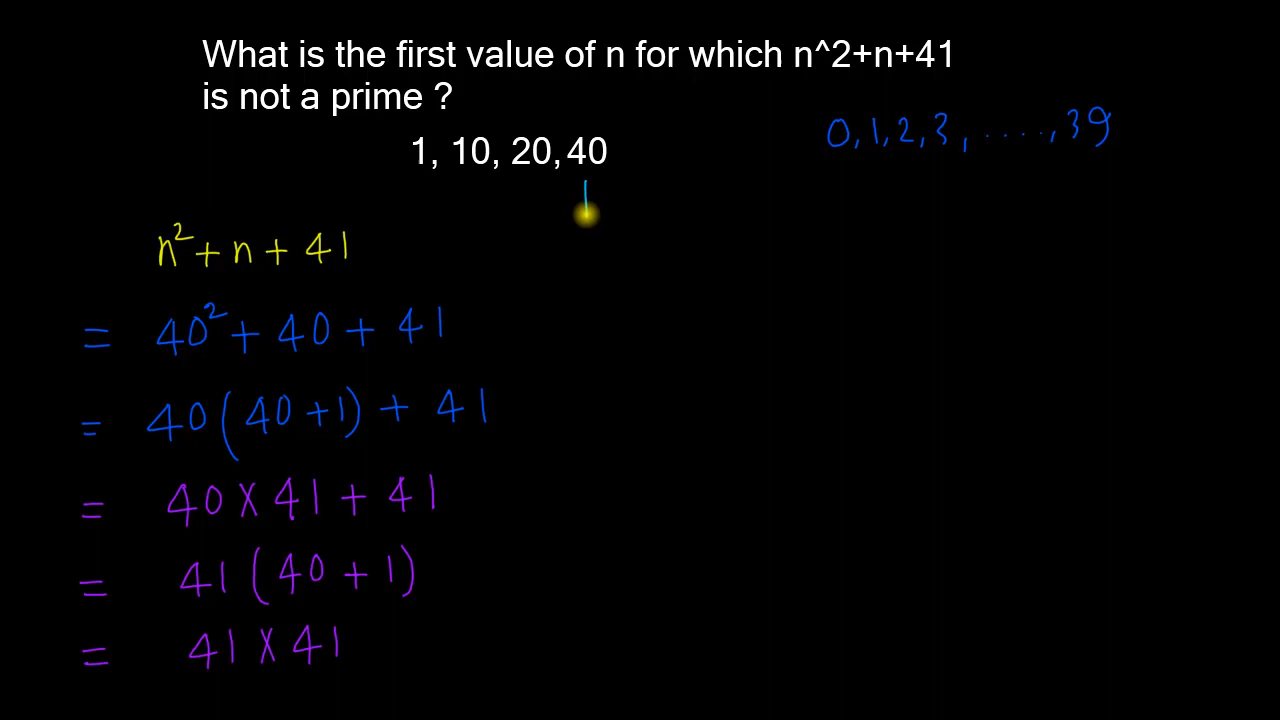 What is the first value of n for which n^2+n+41
is not a prime ?
0, 1, 2, 3, ....., 39
1, 10, 20, 40
n² + n + 41
= 40² + 40 + 41
= 40(40+1) + 41
= 40 × 41 + 41
= 41(40 + 1)
= 41 × 41